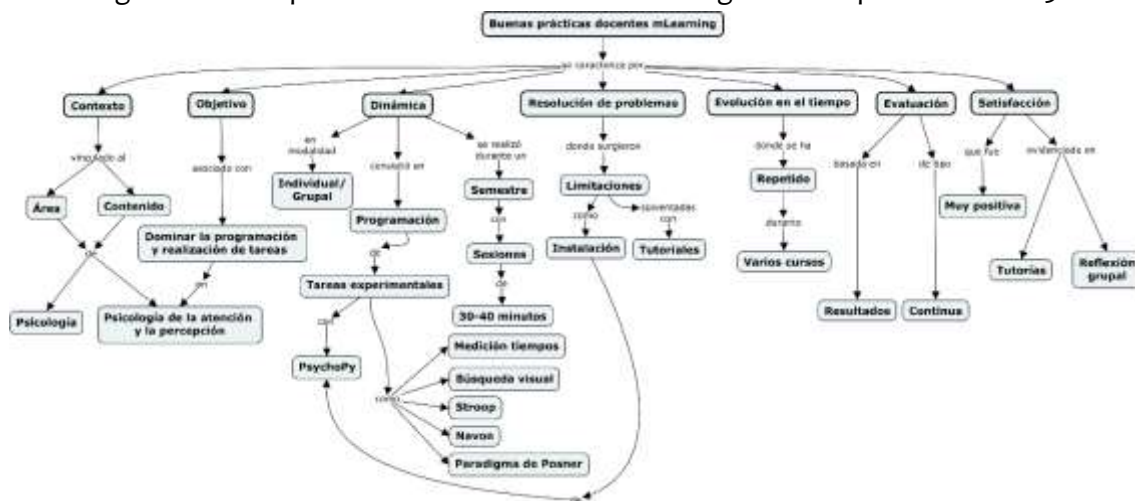 Buenas prácticas docentes mLearning
se caracteriza por
Contexto
Objetivo
Dinámica
Resolución de problemas
Evolución en el tiempo
Evaluación
Satisfacción
vinculado al
asociado con
en
modalidad
consistió en
se realizó
durante un
donde surgieron
donde se ha
basada en
de tipo
que fue
evidenciado en
Área
Contenido
Individual/
Grupal
Programación
Semestre
Limitaciones
Repetido
Muy positiva
de
Dominar la programación
y realización de tareas
de
con
como
solventadas
con
durante
Sesiones
Instalación
Tutoriales
Varios cursos
Tutorías
Reflexión
grupal
en
Tareas experimentales
de
Psicología
Psicología de la atención
y la percepción
30-40 minutos
Resultados
Continua
con
PsychoPy
como
Medición tiempos
Búsqueda visual
Stroop
Navon
Paradigma de Posner
de